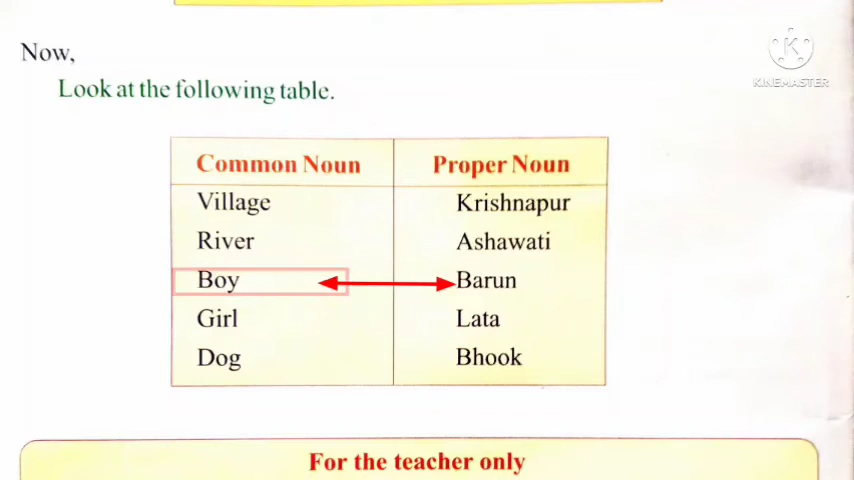 Now,
Look at the following table.
KINEMASTER
Common Noun Proper Noun
Village Krishnapur
River Ashawati
Boy Barun
Girl Lata
Dog Bhook
For the teacher only